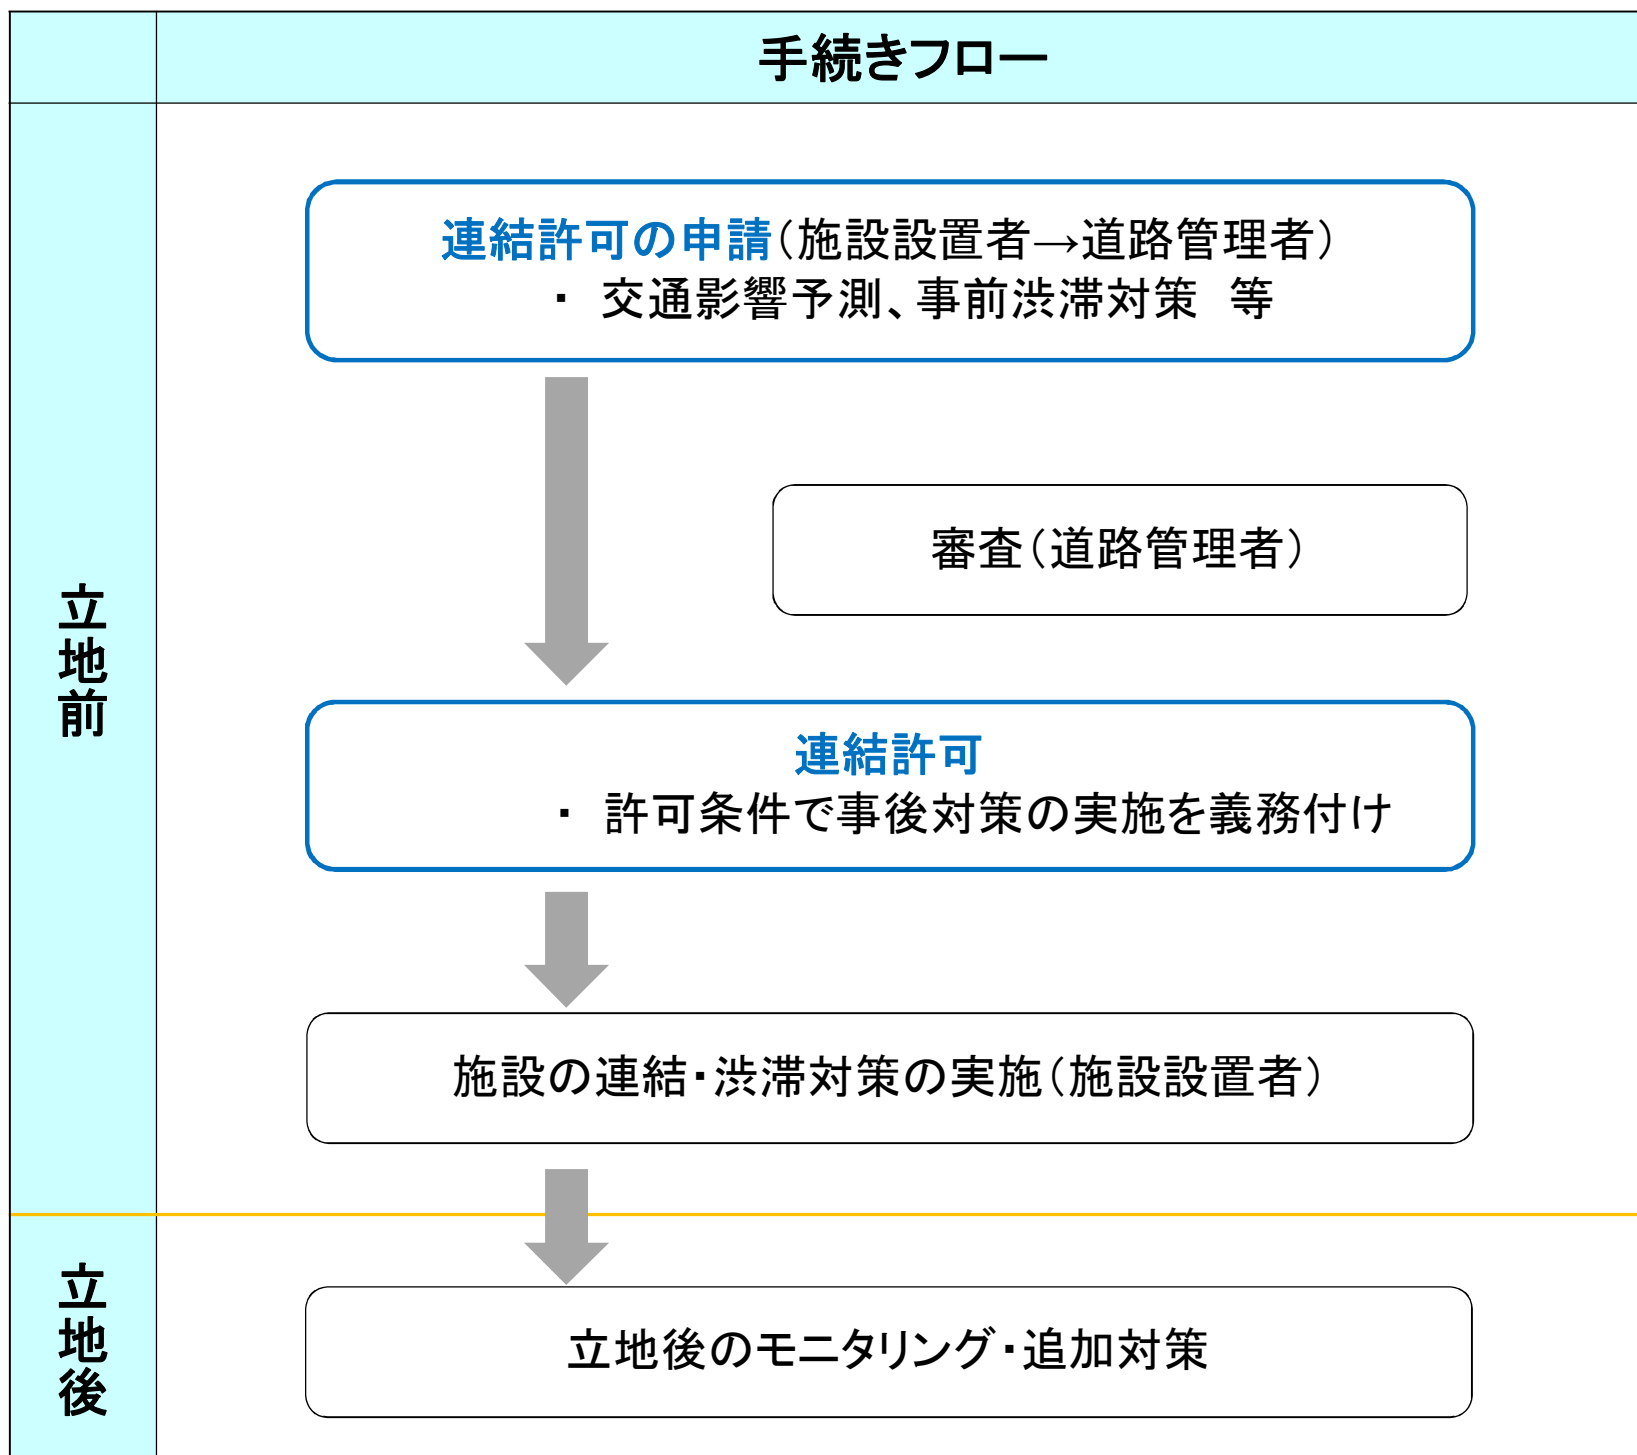 手続きフロー
立地前
連結許可の申請(施設設置者→道路管理者)
・ 交通影響予測、事前渋滞対策　等
審査(道路管理者)
連結許可
・ 許可条件で事後対策の実施を義務付け
施設の連結・渋滞対策の実施(施設設置者)
立地後
立地後のモニタリング・追加対策